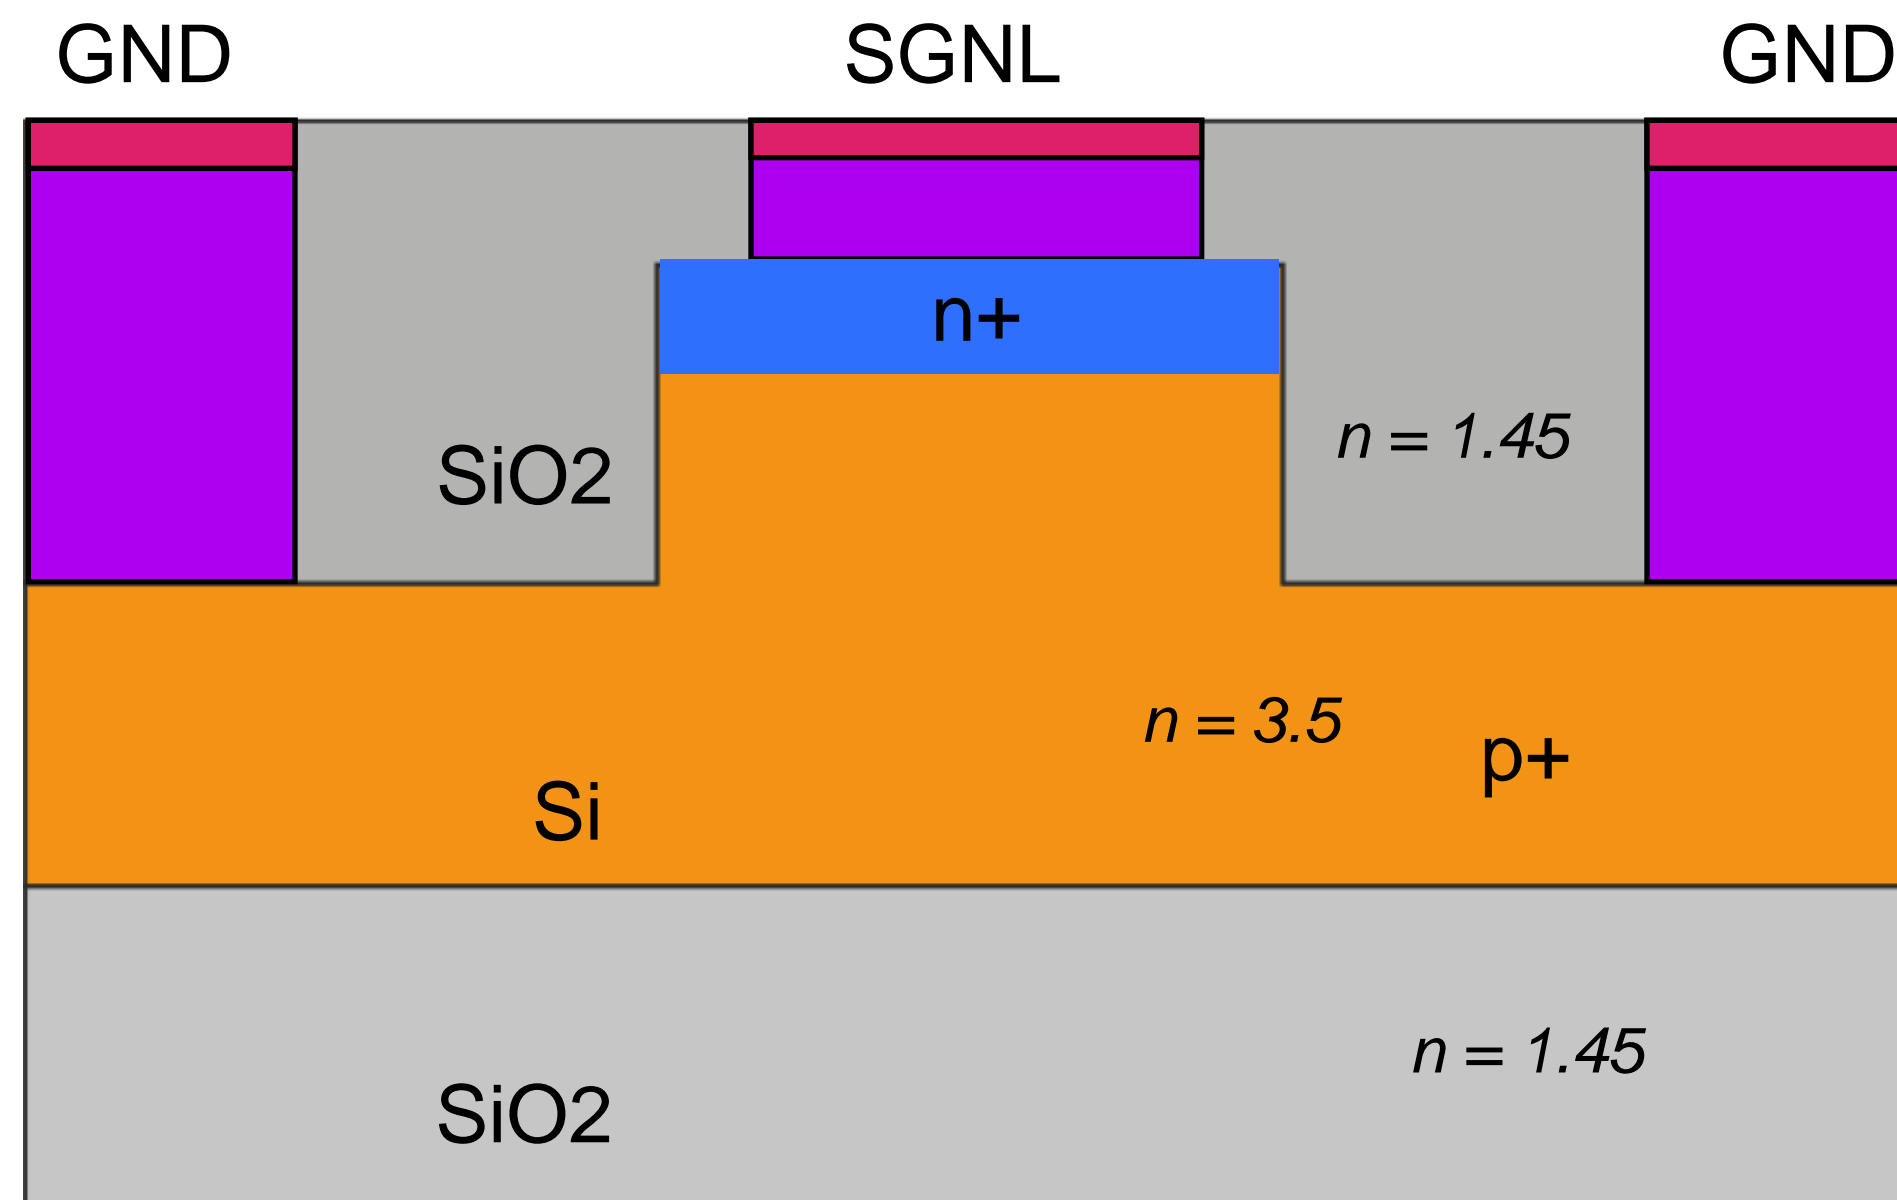 GND
SGNL
GND
n+
n = 1.45
SiO2
n = 3.5
p+
Si
n = 1.45
SiO2